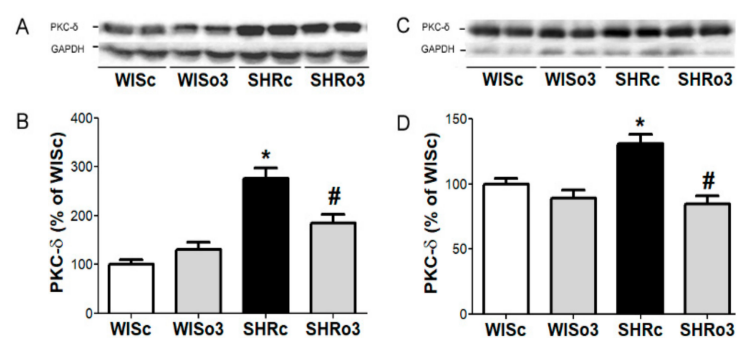 A
PKC-δ
GAPDH
WISc WISo3 SHRc SHRo3
B
PKC-δ (% of WISc)
400
300
200
100
0
*
#
WISc WISo3 SHRc SHRo3
C
PKC-δ
GAPDH
WISc WISo3 SHRc SHRo3
D
PKC-δ (% of WISc)
150
100
50
0
*
#
WISc WISo3 SHRc SHRo3